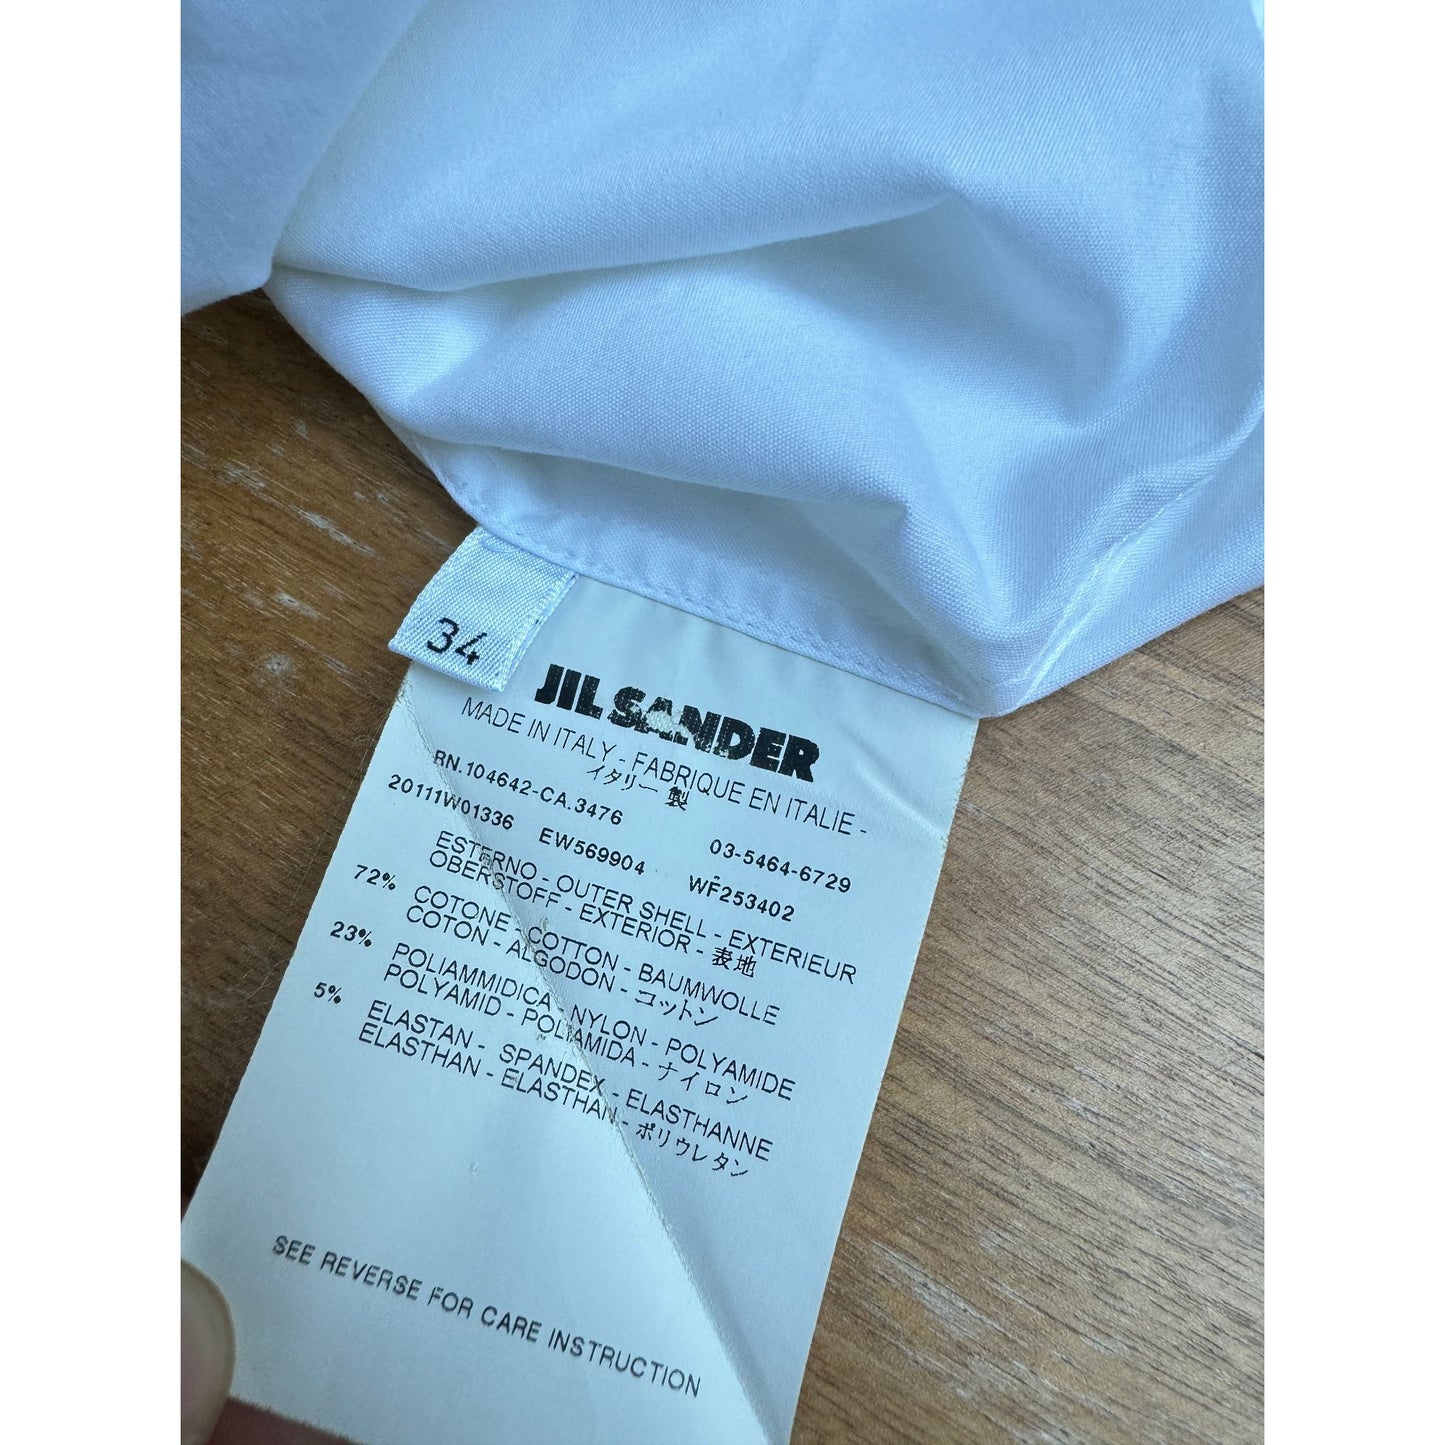 34
JIL SANDER
MADE IN ITALY - FABRIQUE EN ITALIE -
イタリー 製
RN.104642-CA.3476 03-5464-6729
20111W01336 EW569904 WF253402
ESTERNO - OUTER SHELL - EXTERIEUR
OBERSTOFF - EXTERIOR - 表地
72% COTONE - COTTON - BAUMWOLLE
COTON - ALGODON - コットン
23% POLIAMMIDICA - NYLON - POLYAMIDE
POLYAMID - POLIAMIDA - ナイロン
5% ELASTAN - SPANDEX - ELASTHANNE
ELASTHAN - ELASTHAN - ポリウレタン
SEE REVERSE FOR CARE INSTRUCTION